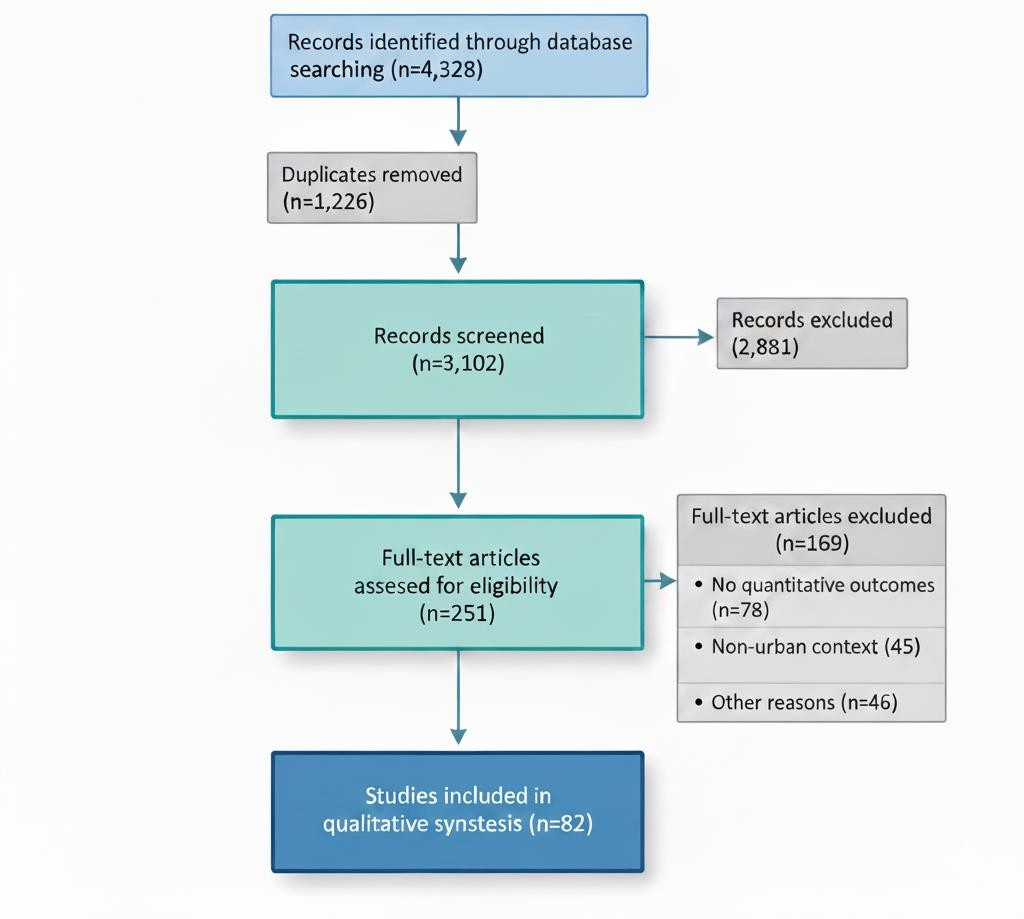 Records identified through database
searching (n=4,328)
Duplicates removed
(n=1,226)
Records screened
(n=3,102)
Records excluded
(2,881)
Full-text articles
assesed for eligibility
(n=251)
Full-text articles excluded
(n=169)
• No quantitative outcomes
(n=78)
• Non-urban context (45)
• Other reasons (n=46)
Studies included in
qualitative synstesis (n=82)